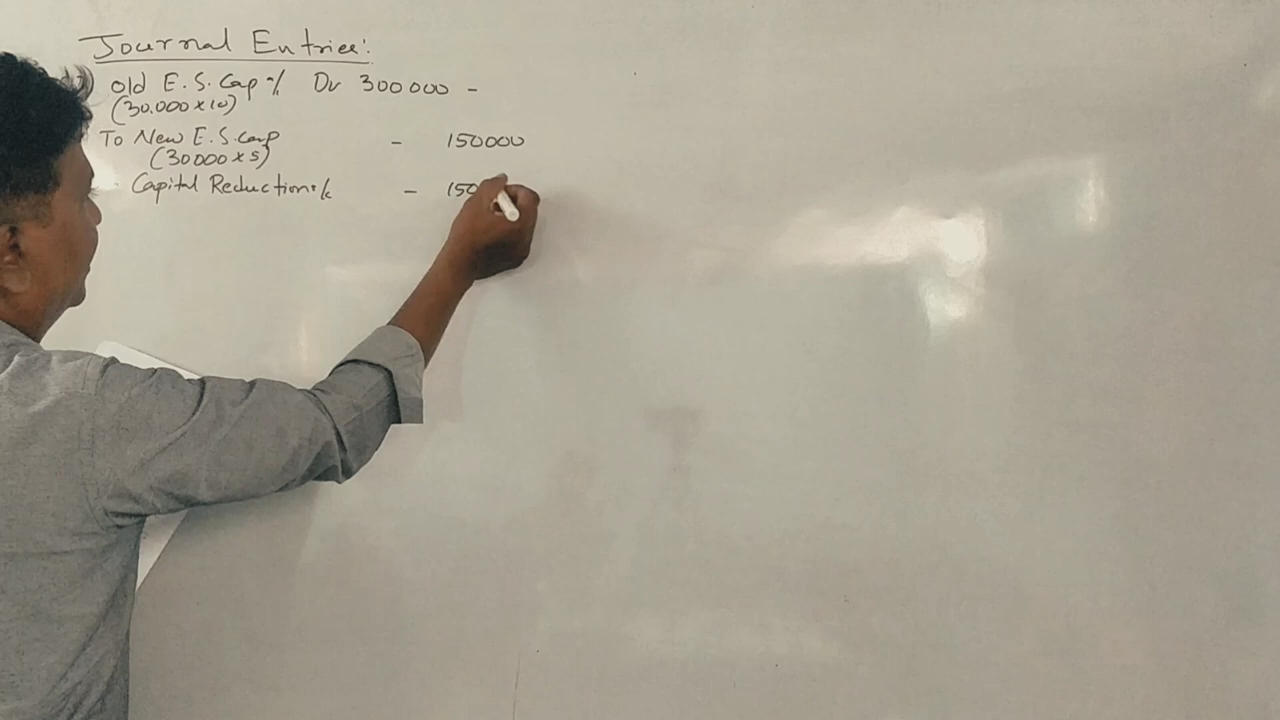 Journal Entries:
) Old E. S. Cap a/c Dr 300000 -
(30,000 x 10)
To New E. S. Cap - 150000
(30000 x 5)
Capital Reduction a/c - 150